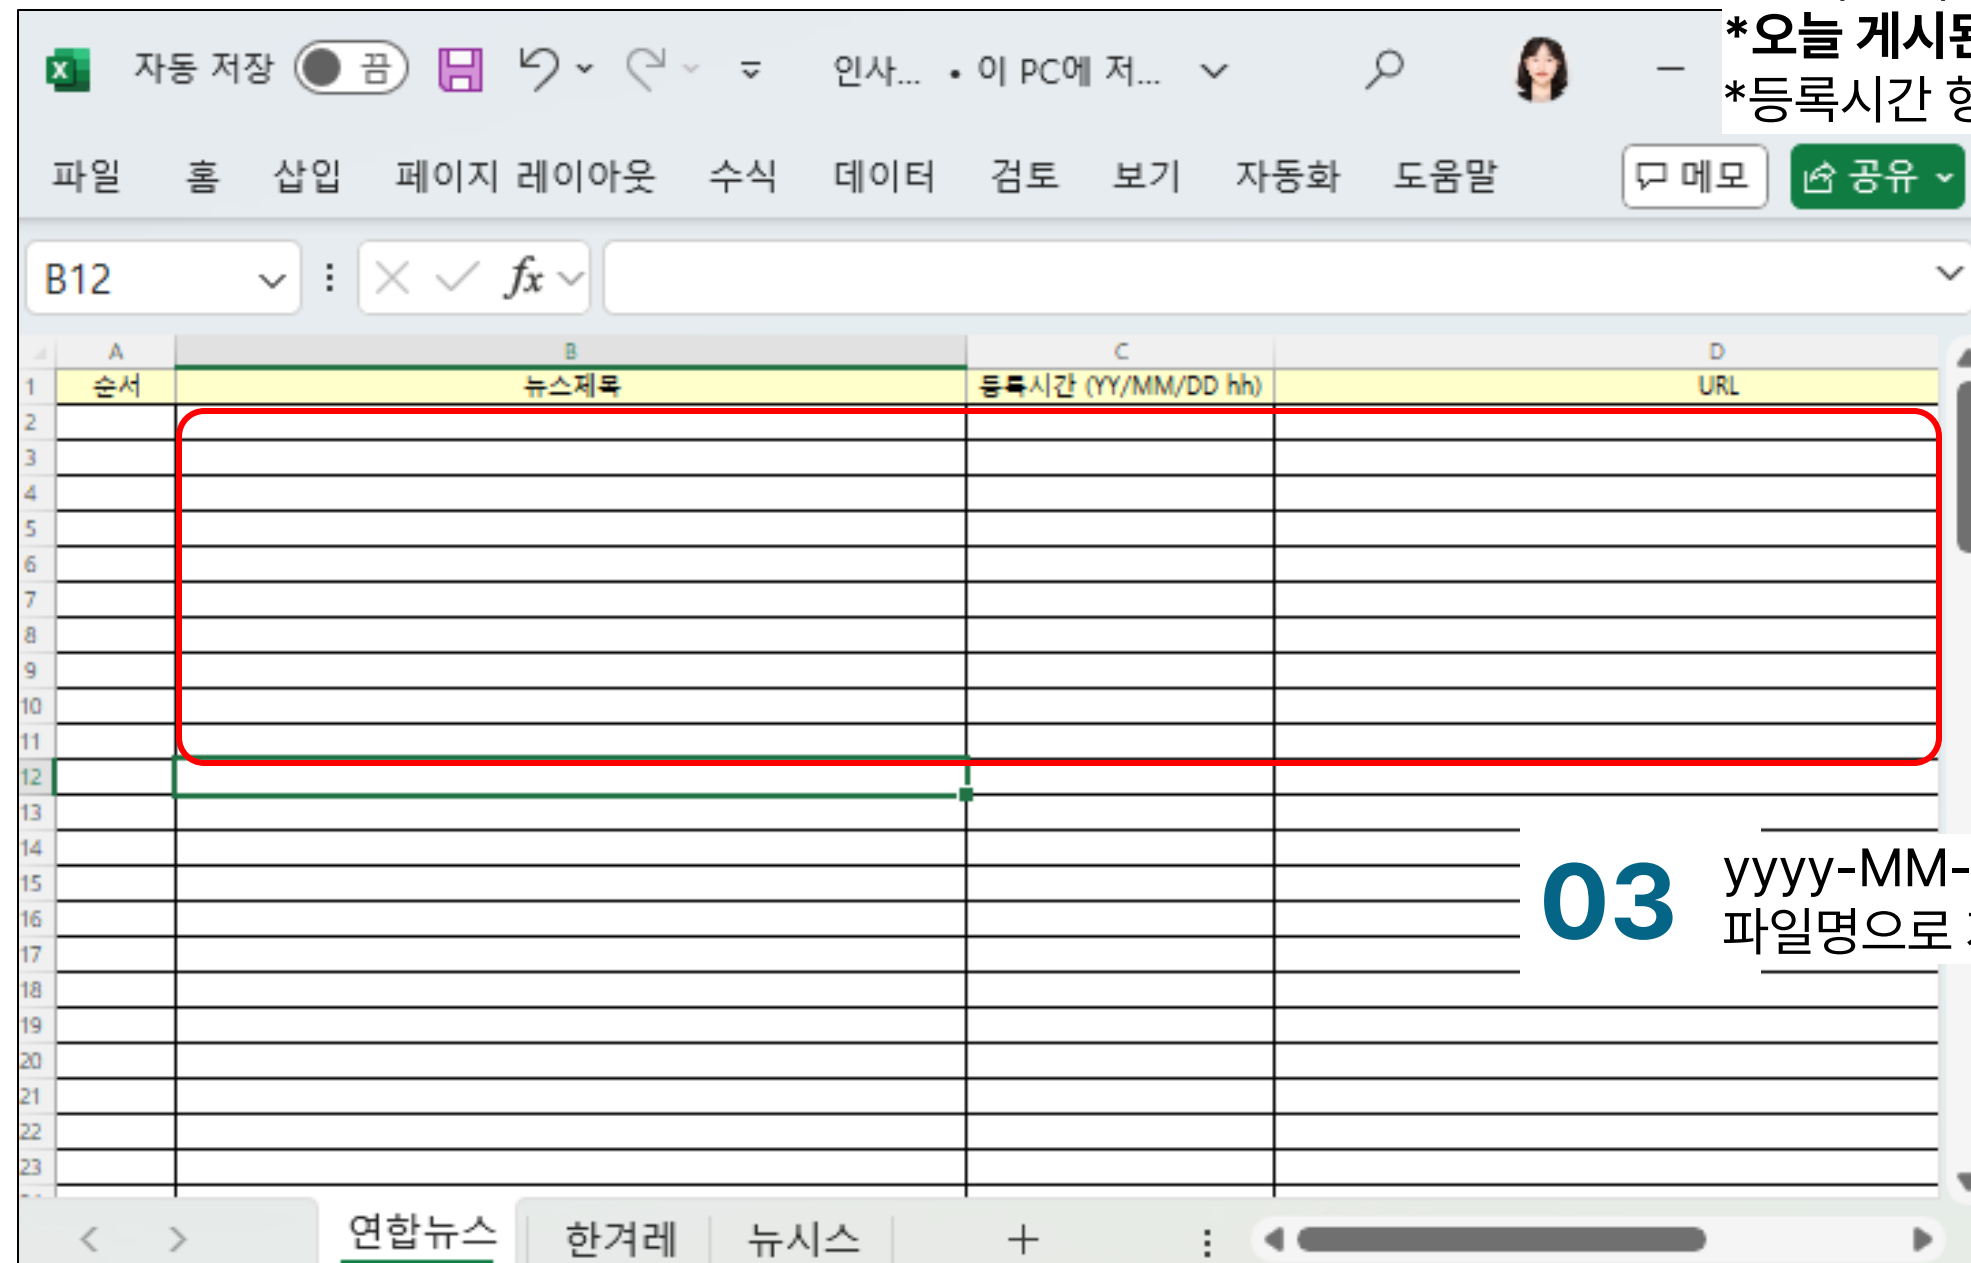 *오늘 게시된
*등록시간 형
자동 저장 끔 인사... • 이 PC에 저...
파일 홈 삽입 페이지 레이아웃 수식 데이터 검토 보기 자동화 도움말 메모 공유
B12 fx
A B C D
1 순서 뉴스제목 등록시간 (YY/MM/DD hh) URL
2
3
4
5
6
7
8
9
10
11
12
13
14
15
16
17
18
19
20
21
22
23
03 yyyy-MM-
파일명으로
연합뉴스 한겨레 뉴시스